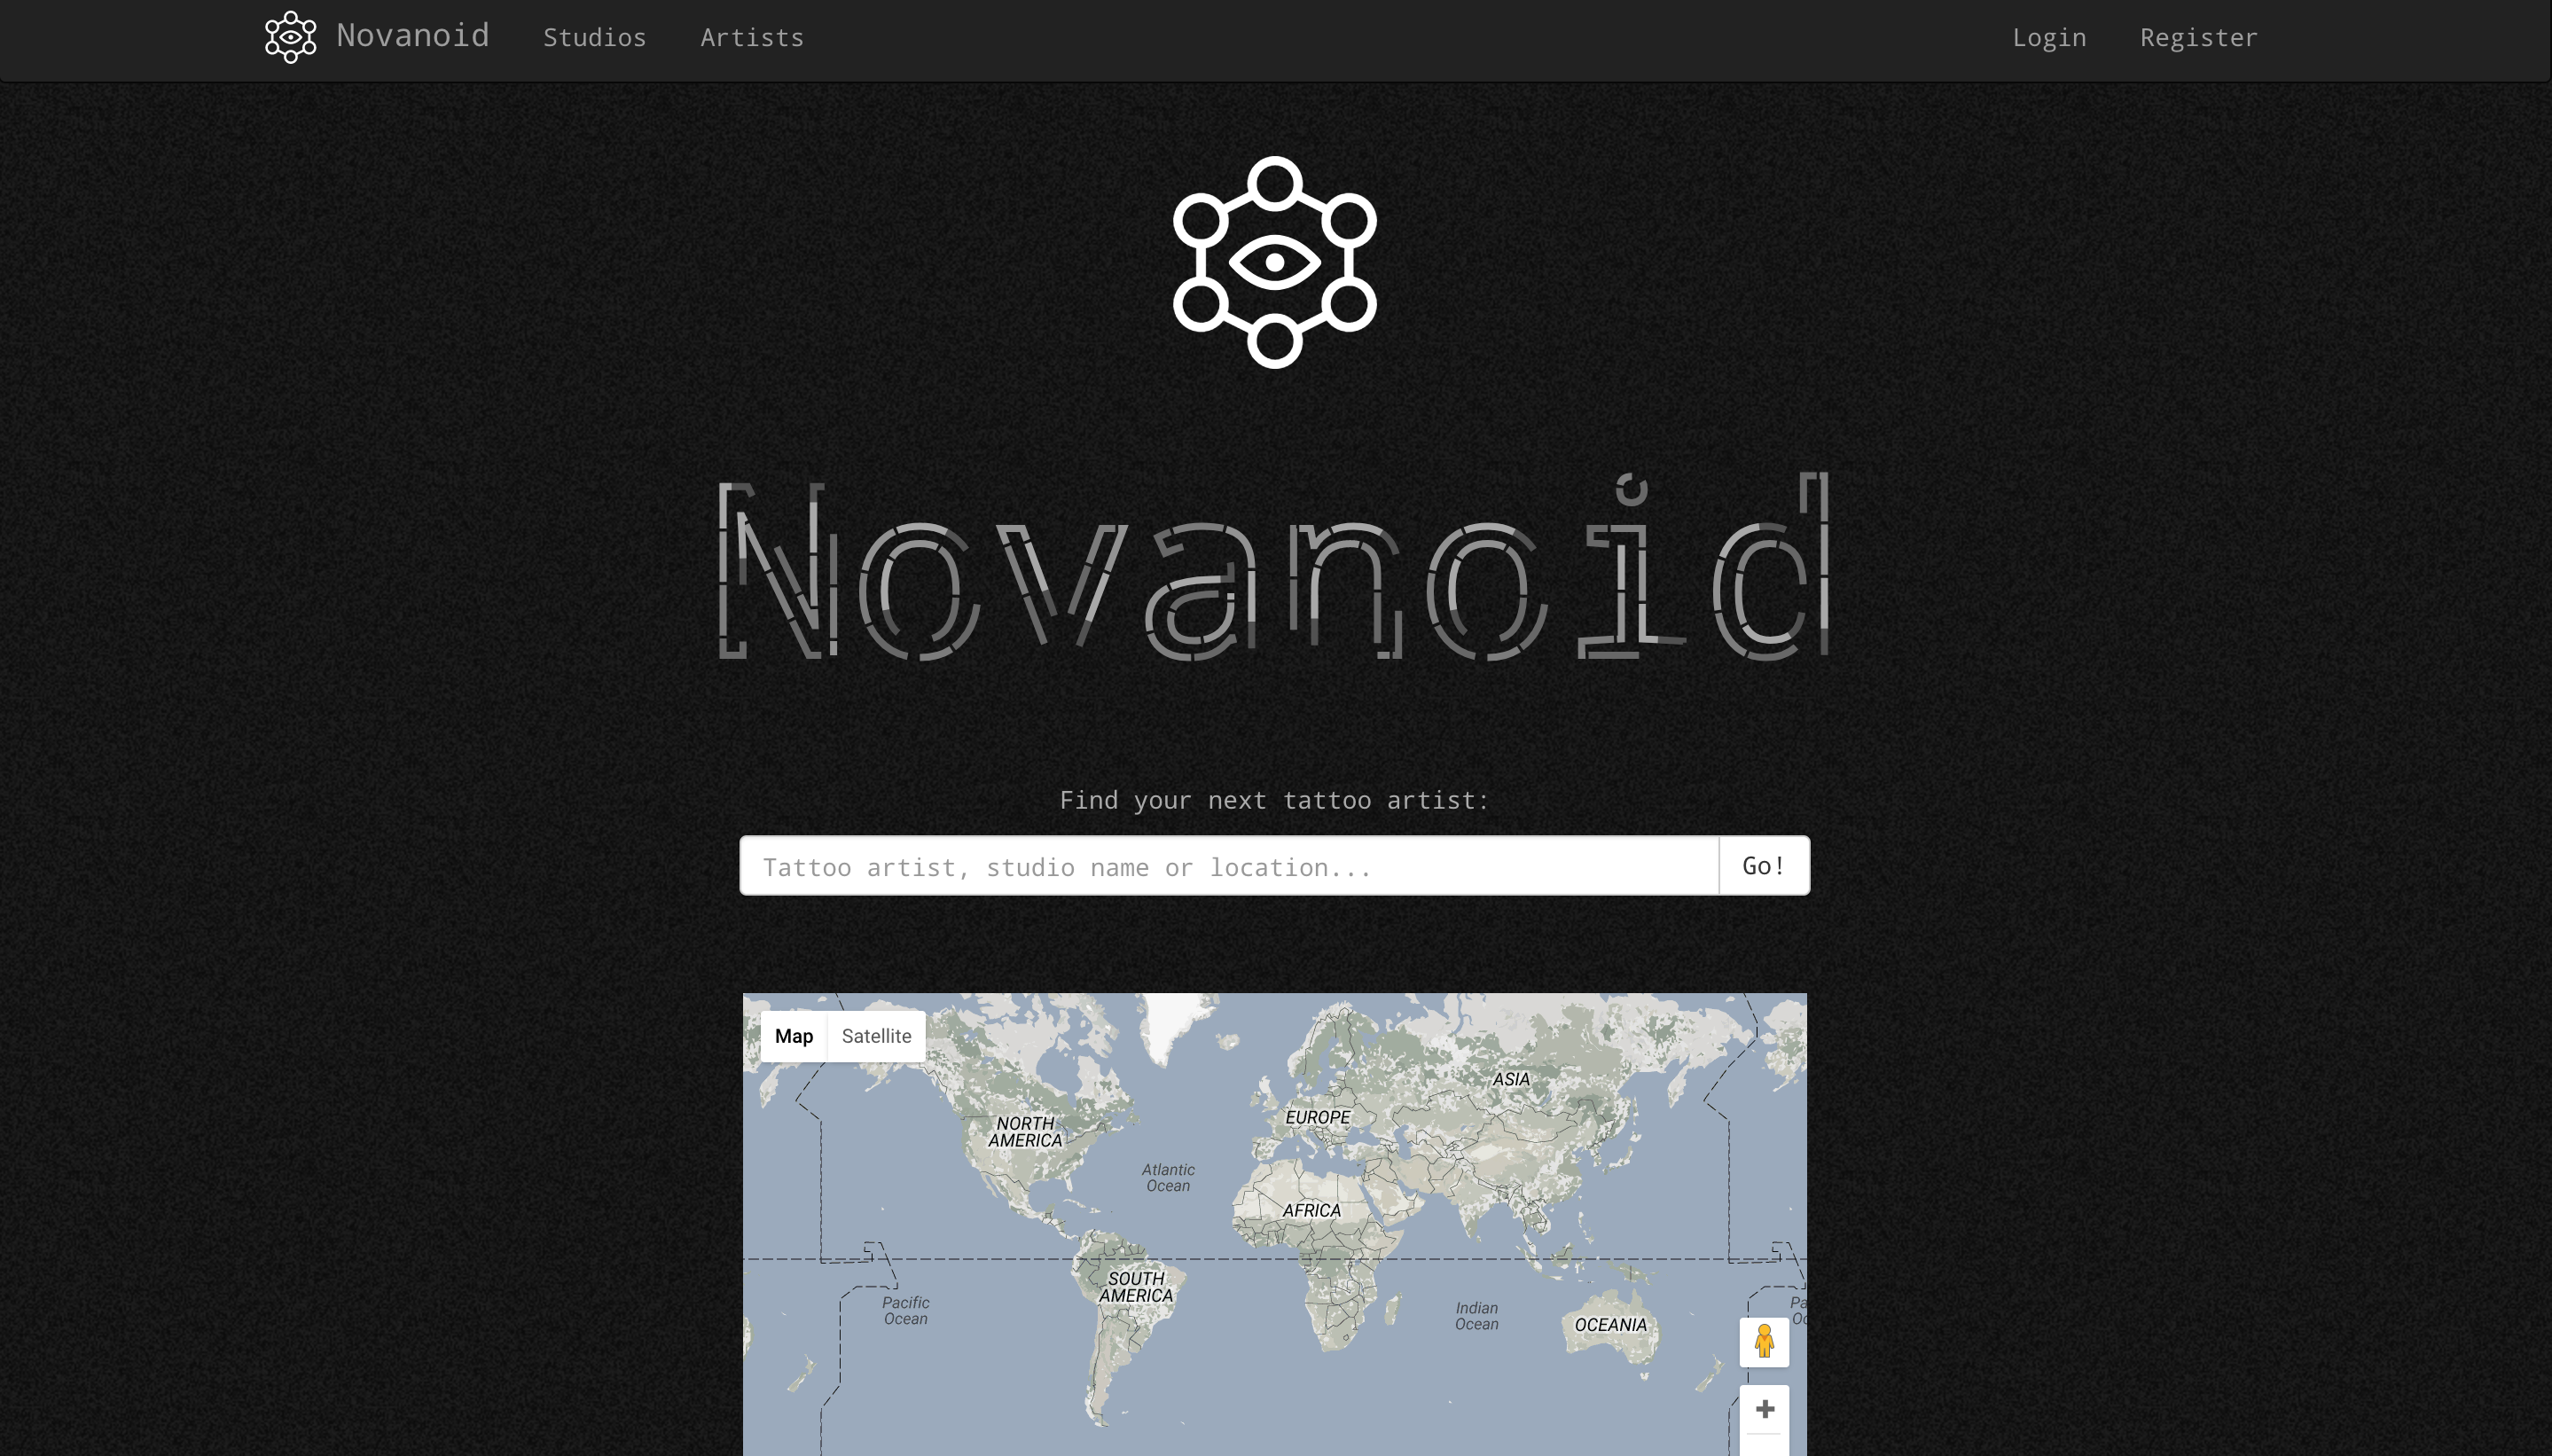 Novanoid Studios Artists Login Register
Novanoid
Find your next tattoo artist:
Tattoo artist, studio name or location... Go!
Map Satellite
ASIA
EUROPE
NORTH
AMERICA
Atlantic
Ocean
AFRICA
SOUTH
AMERICA
Pacific
Ocean
Indian
Ocean
OCEANIA
Pa
Oc